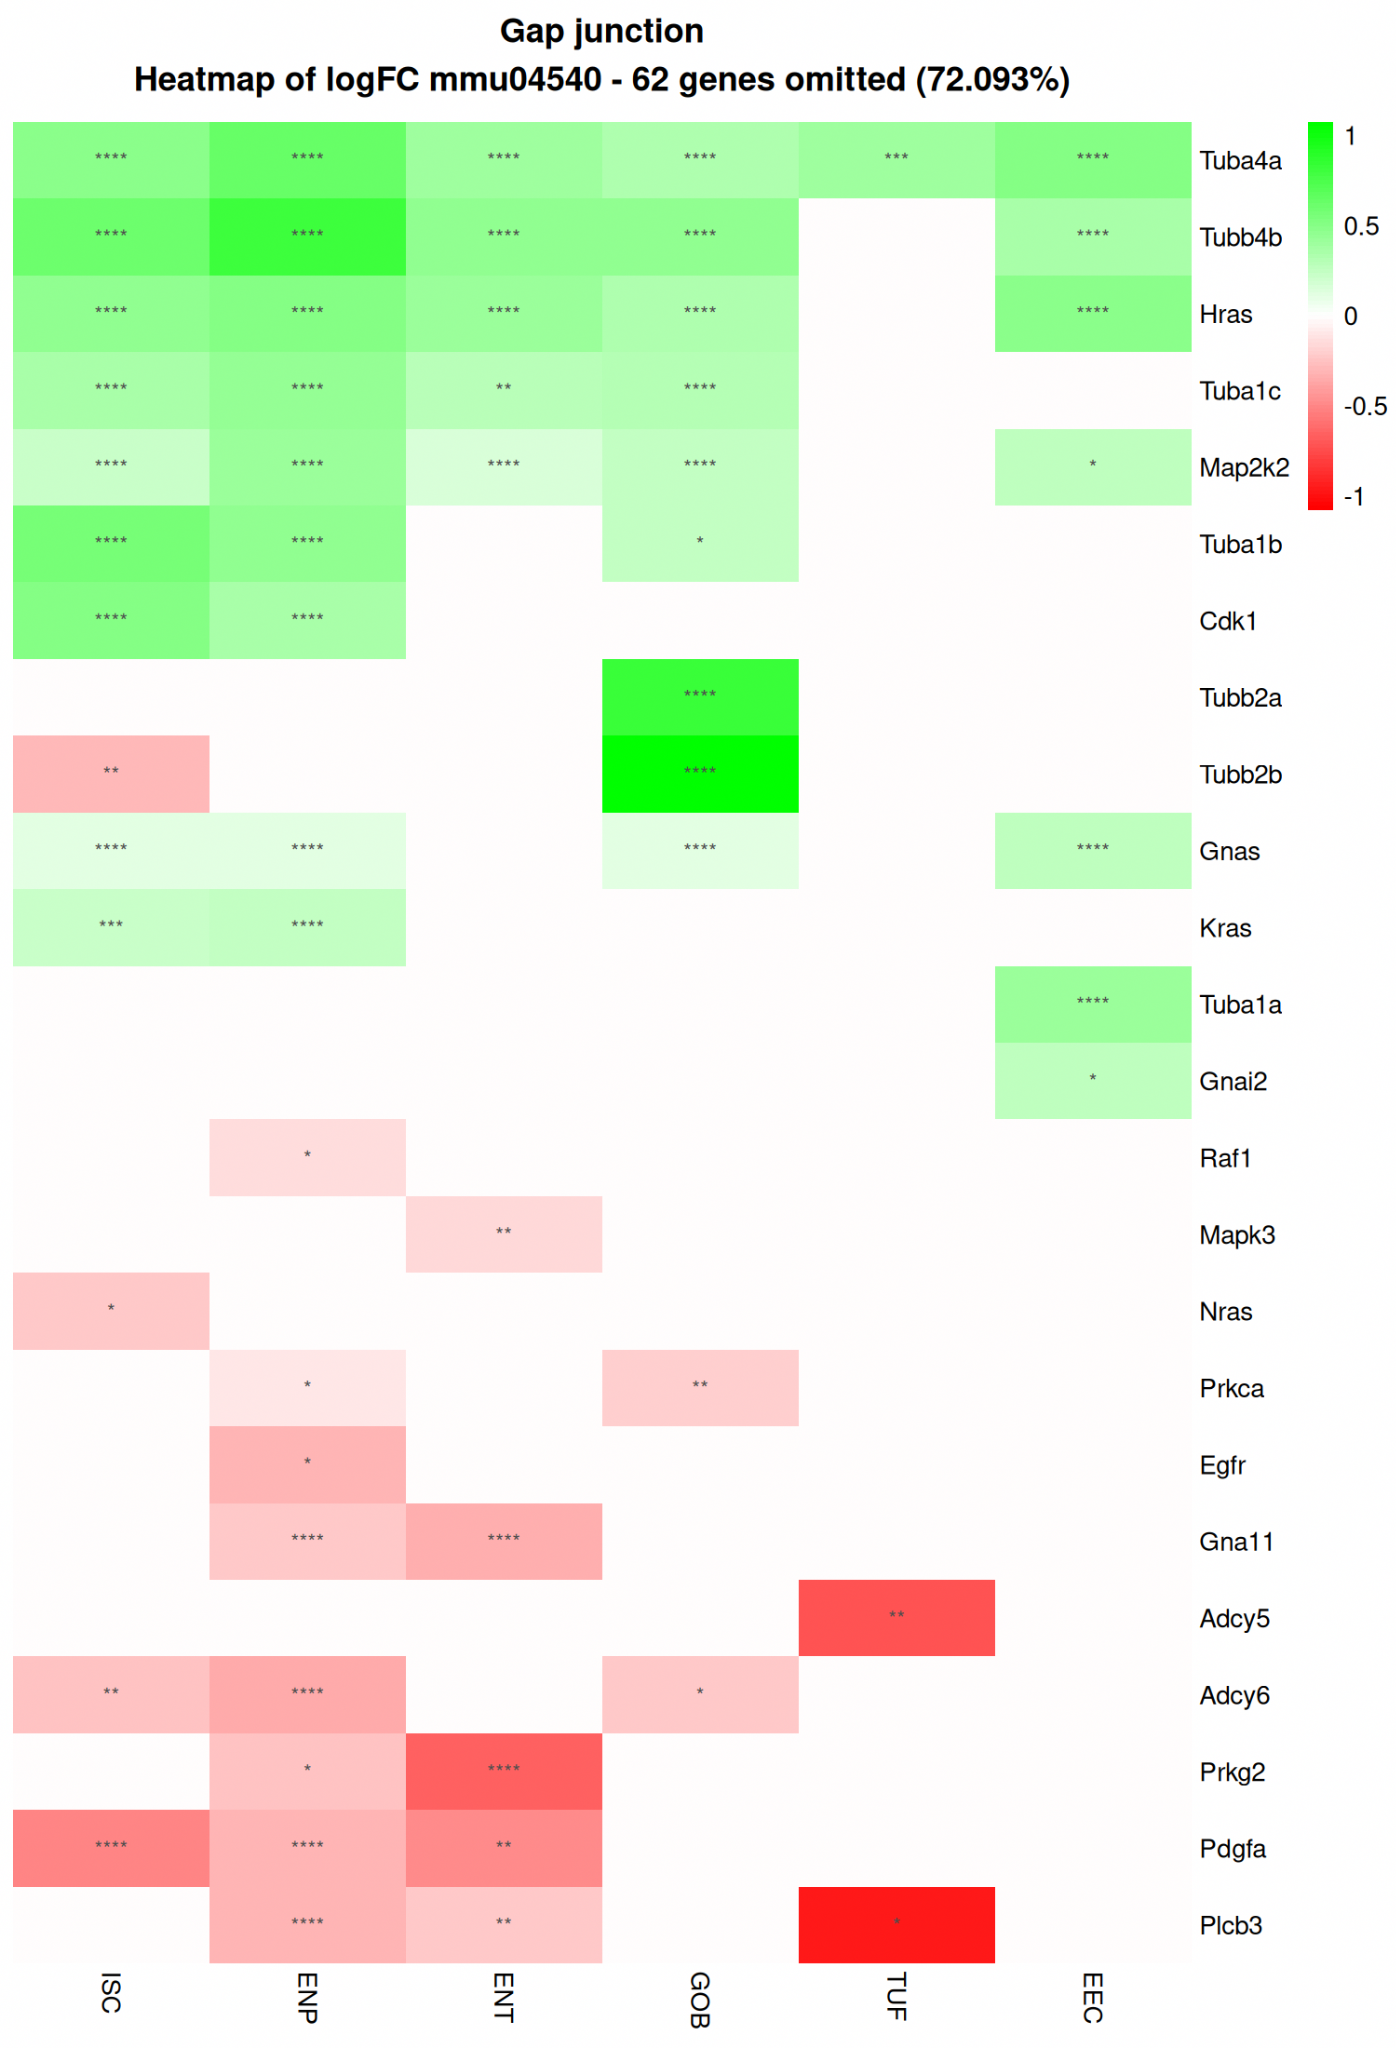 Gap junction
Heatmap of logFC mmu04540 - 62 genes omitted (72.093%)
**** **** **** **** *** **** Tuba4a
**** **** **** **** **** Tubb4b
**** **** **** **** **** Hras
**** **** ** **** Tuba1c
**** **** **** **** * Map2k2
**** **** * Tuba1b
**** **** Cdk1
**** Tubb2a
** **** Tubb2b
**** **** **** **** Gnas
*** **** Kras
**** Tuba1a
* Gnai2
* Raf1
** Mapk3
* Nras
* ** Prkca
* Egfr
**** **** Gna11
** Adcy5
** **** * Adcy6
* **** Prkg2
**** **** ** Pdgfa
**** ** * Plcb3
ISC ENP ENT GOB TUF EEC
1
0.5
0
-0.5
-1